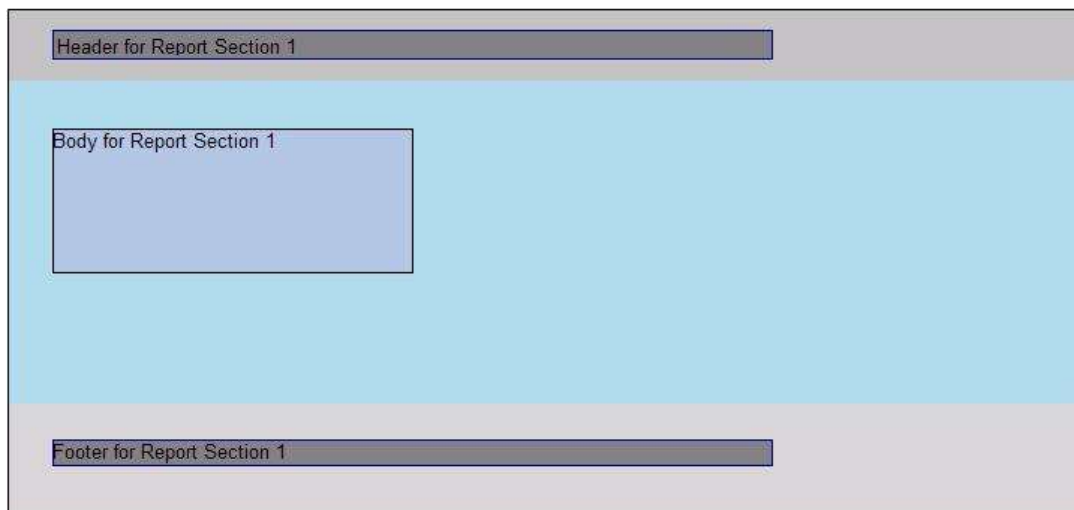 Header for Report Section 1
Body for Report Section 1
Footer for Report Section 1